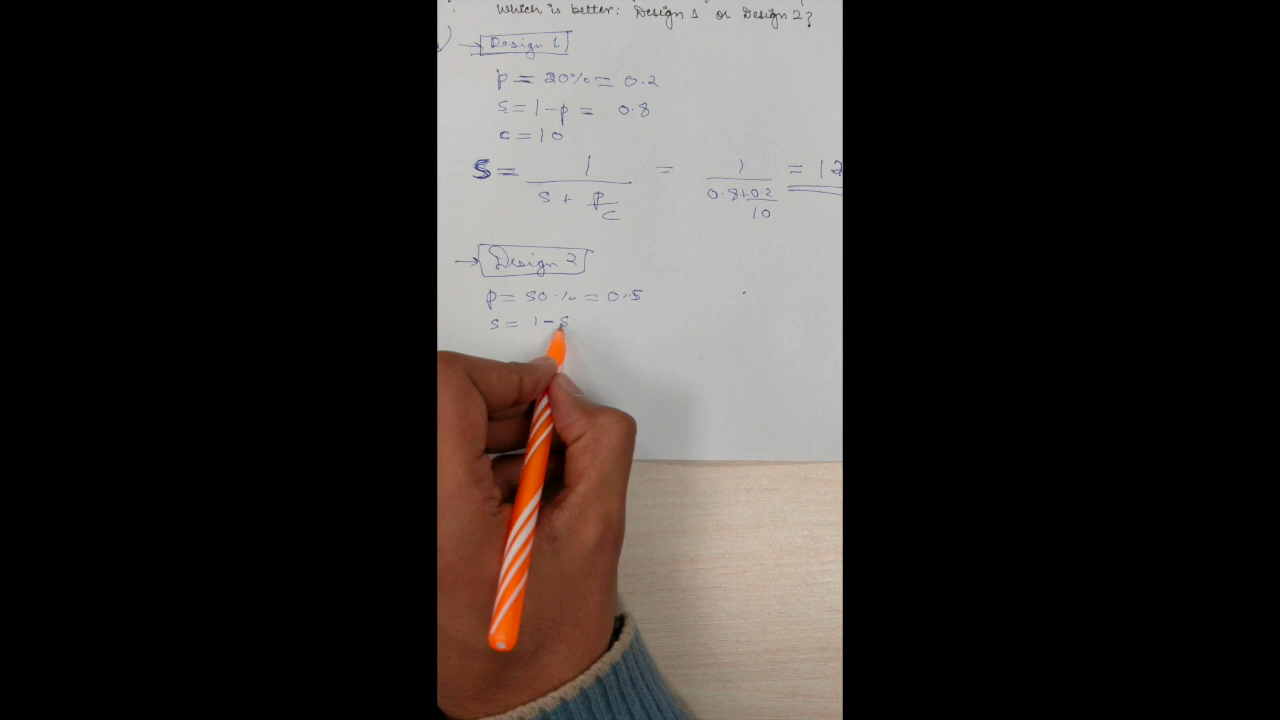 Which is better: Design 1 or Design 2?
→ Design 1
p = 20% = 0.2
s = 1-p = 0.8
c = 10
S = 1 / (s + p/c) = 1 / (0.8+0.2/10) = 12
→ Design 2
p = 50% = 0.5
s = 1-s